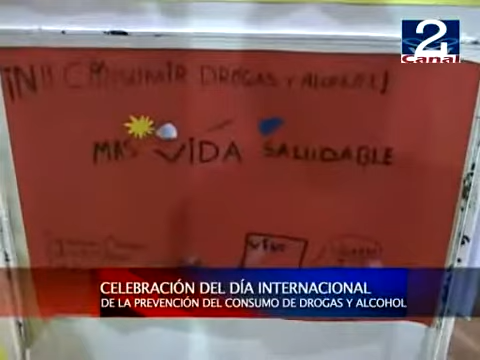 2
Canal
¡NO CONSUMIR DROGAS Y ALCOHOL!
MAS VIDA SALUDABLE
CELEBRACIÓN DEL DÍA INTERNACIONAL
DE LA PREVENCIÓN DEL CONSUMO DE DROGAS Y ALCOHOL